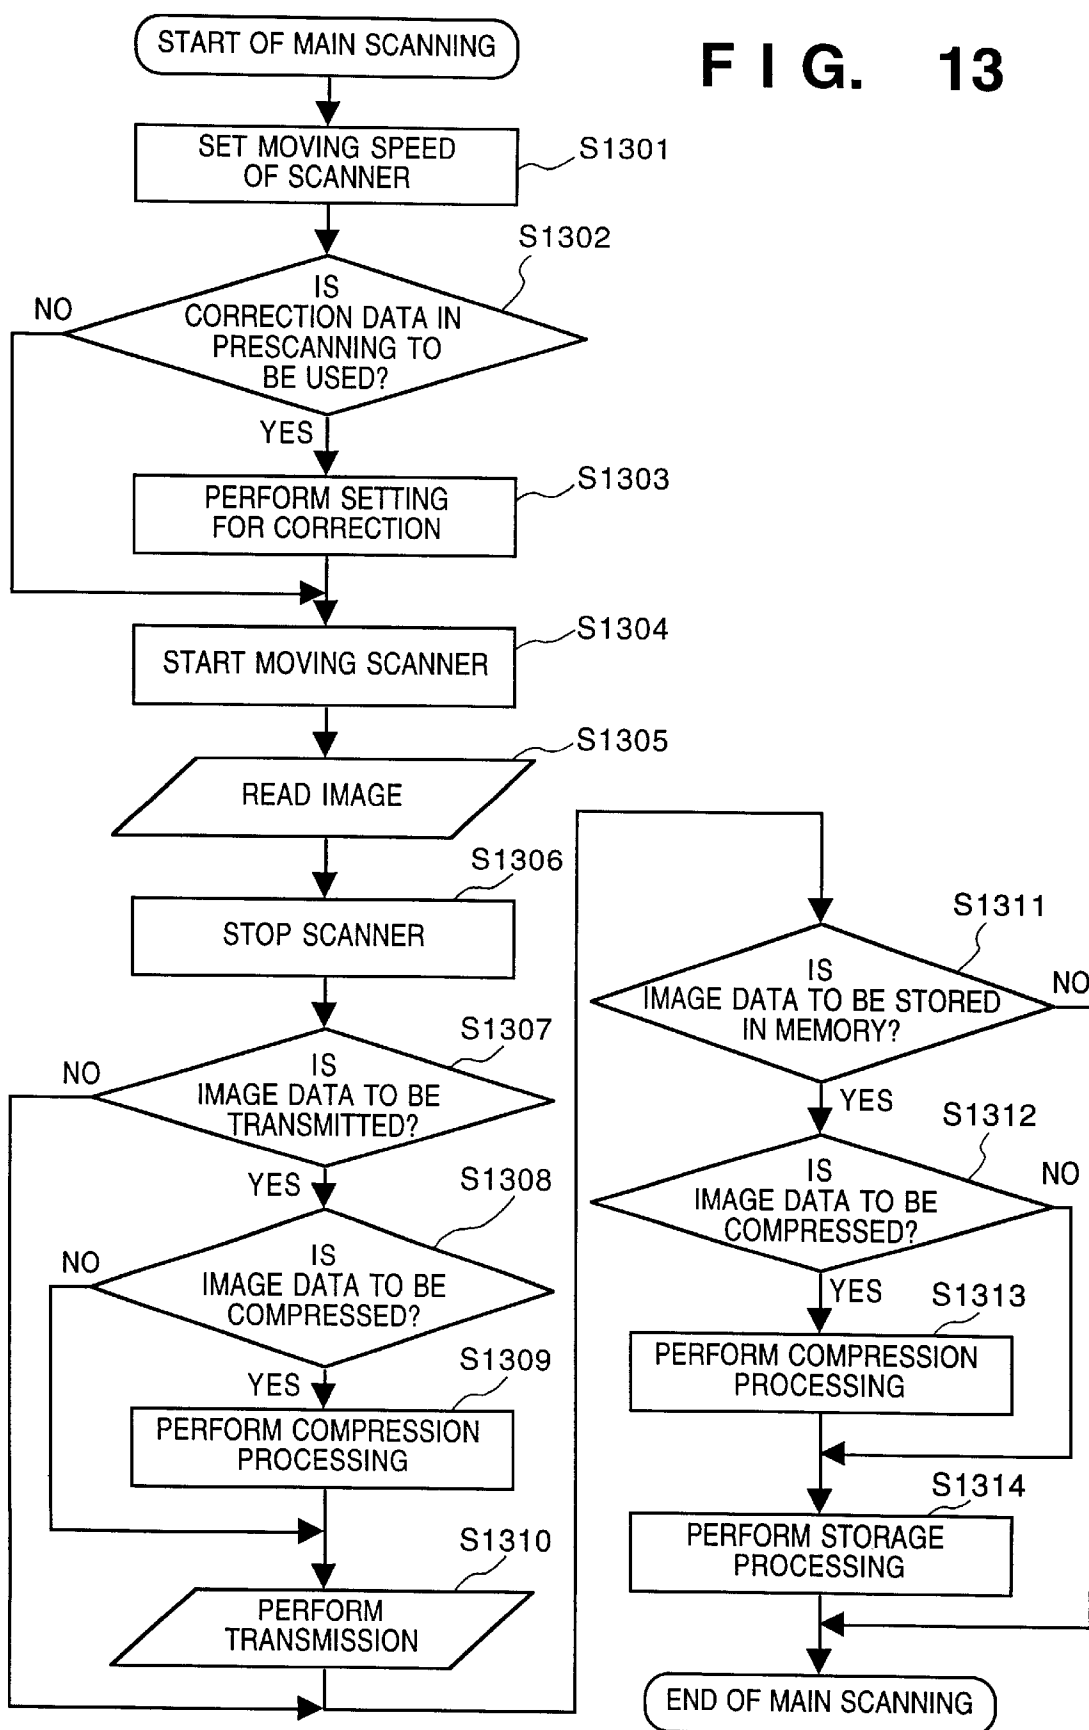 START OF MAIN SCANNING
FIG. 13
SET MOVING SPEED
OF SCANNER
S1301
S1302
IS
CORRECTION DATA IN
PRESCANNING TO
BE USED?
NO
YES
S1303
PERFORM SETTING
FOR CORRECTION
S1304
START MOVING SCANNER
S1305
READ IMAGE
S1306
STOP SCANNER
S1307
IS
IMAGE DATA TO BE
TRANSMITTED?
NO
YES
S1308
IS
IMAGE DATA TO BE
COMPRESSED?
NO
YES
S1309
PERFORM COMPRESSION
PROCESSING
S1310
PERFORM
TRANSMISSION
S1311
IS
IMAGE DATA TO BE STORED
IN MEMORY?
NO
YES
S1312
IS
IMAGE DATA TO BE
COMPRESSED?
NO
YES
S1313
PERFORM COMPRESSION
PROCESSING
S1314
PERFORM STORAGE
PROCESSING
END OF MAIN SCANNING